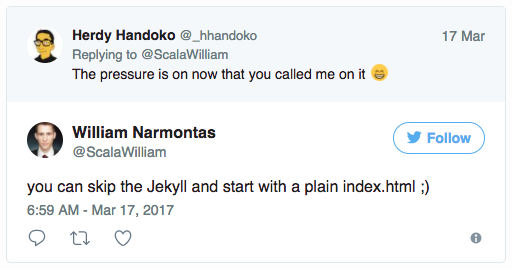 Herdy Handoko @_hhandoko 17 Mar
Replying to @ScalaWilliam
The pressure is on now that you called me on it 😁
William Narmontas
@ScalaWilliam
Follow
you can skip the Jekyll and start with a plain index.html ;)
6:59 AM - Mar 17, 2017